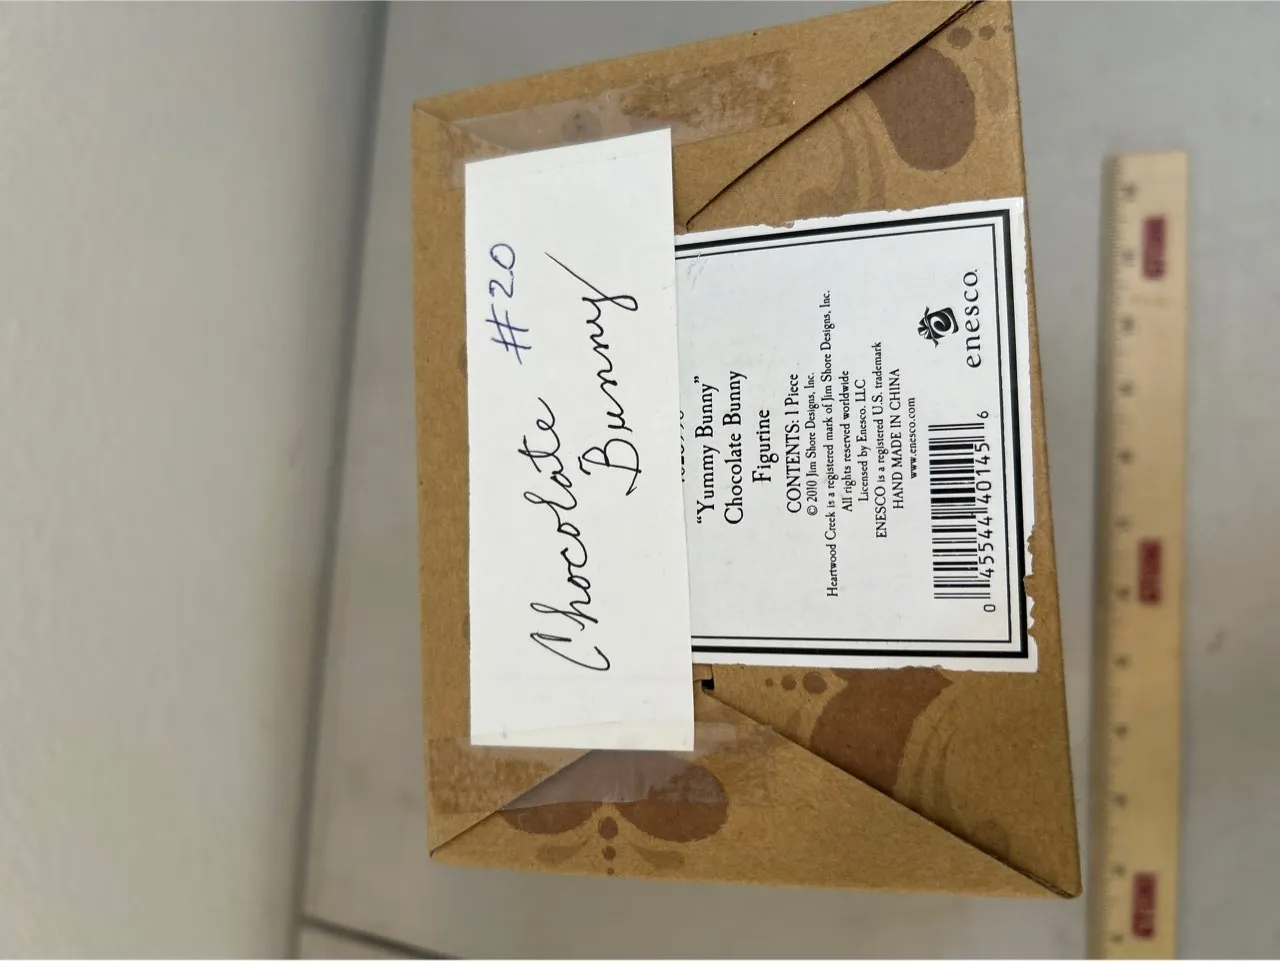 #20
Chocolate
Bunny
“Yummy Bunny”
Chocolate Bunny
Figurine
CONTENTS: 1 Piece
© 2010 Jim Shore Designs, Inc.
Heartwood Creek is a registered mark of Jim Shore Designs, Inc.
All rights reserved worldwide
Licensed by Enesco, LLC
ENESCO is a registered U.S. trademark
HAND MADE IN CHINA
www.enesco.com
0 45544 40145 6
enesco.